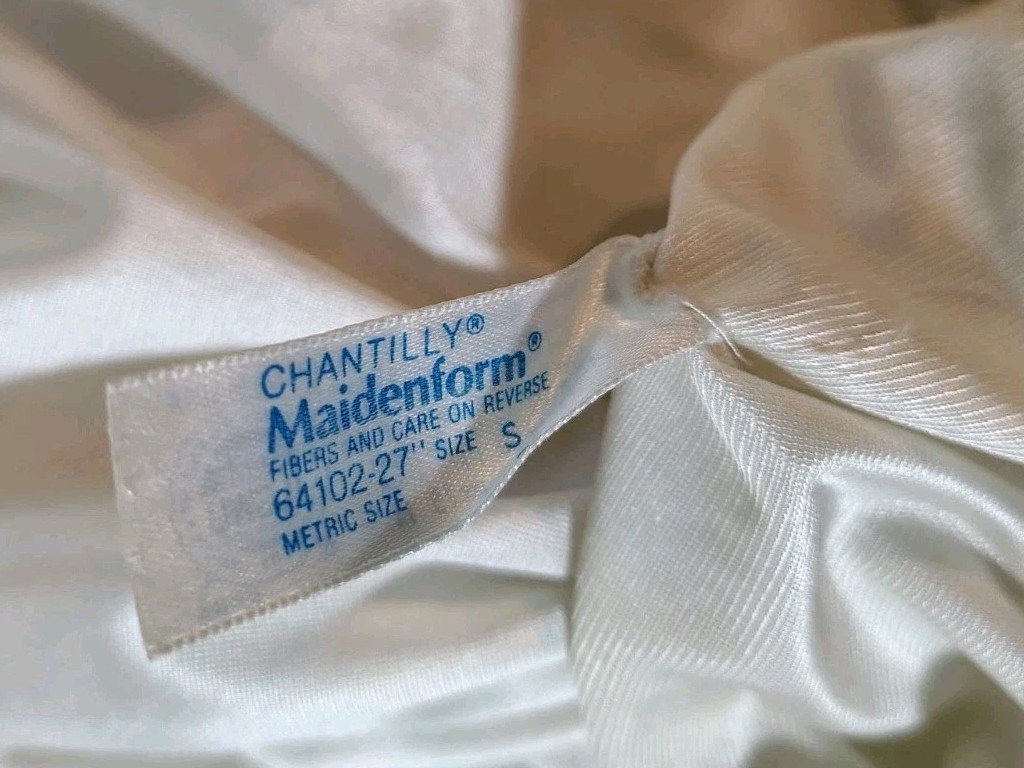 CHANTILLY®
Maidenform®
FIBERS AND CARE ON REVERSE
64102-27" SIZE S
METRIC SIZE